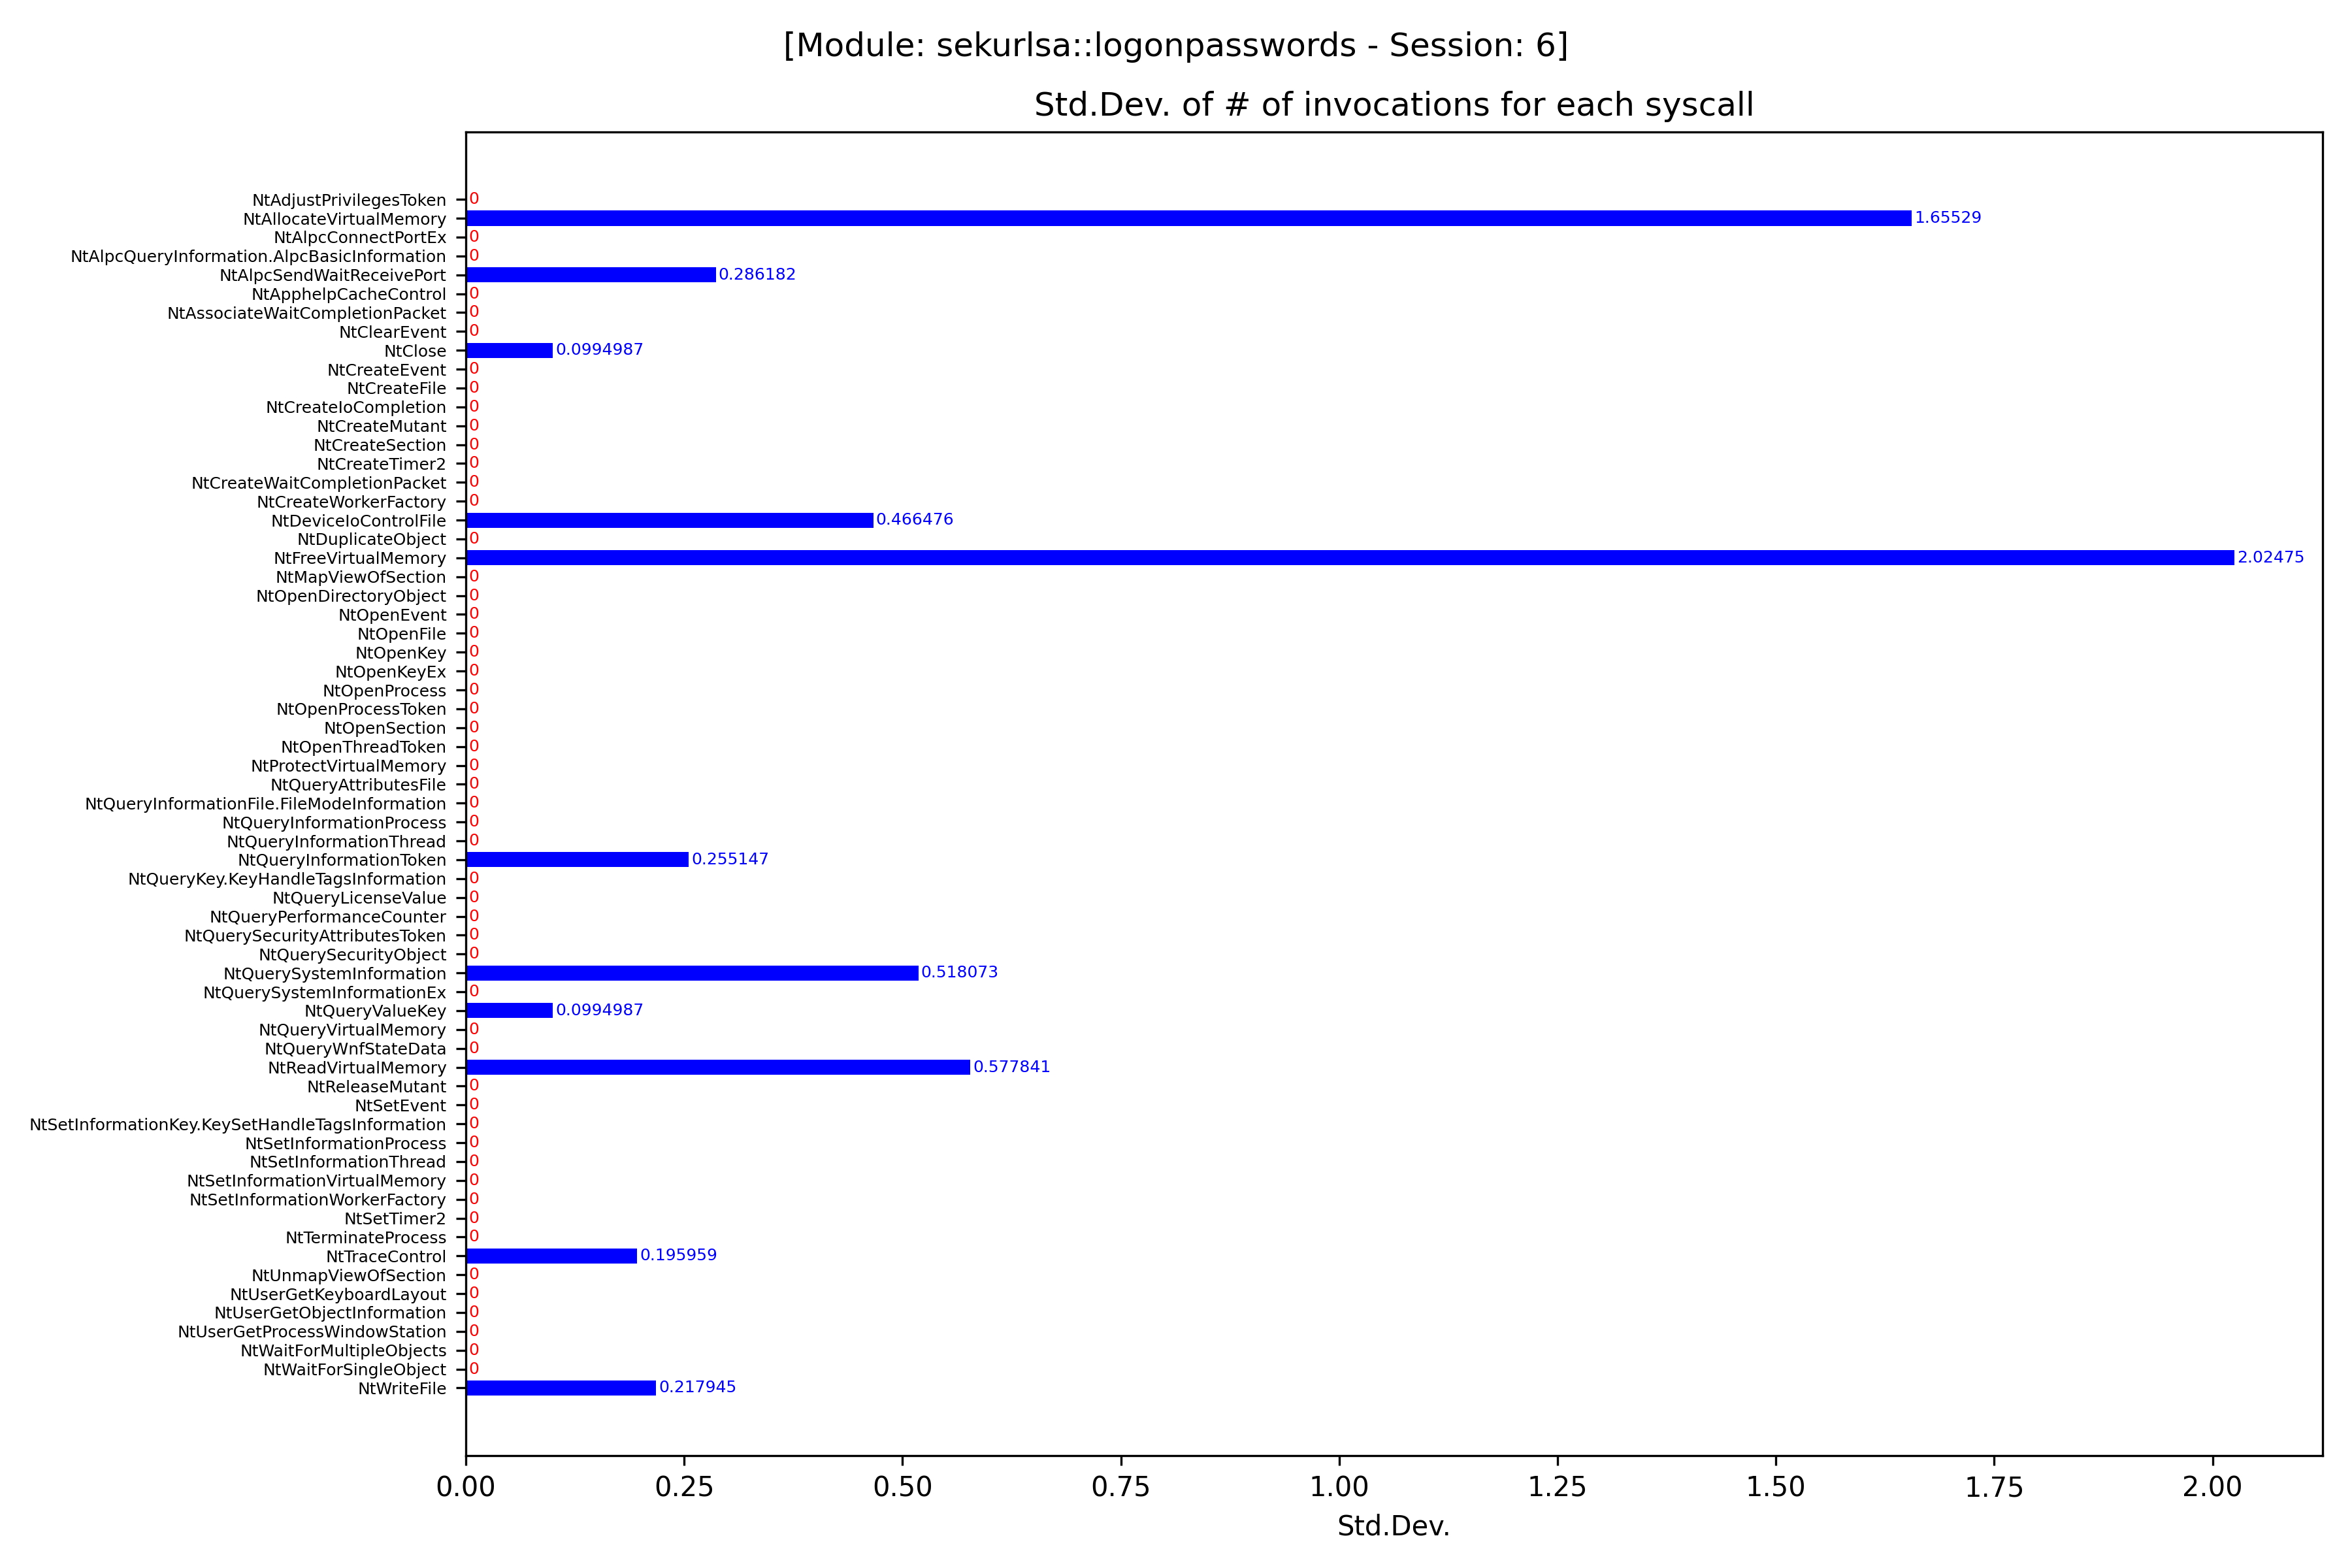 [Module: sekurlsa::logonpasswords - Session: 6]
Std.Dev. of # of invocations for each syscall
NtAdjustPrivilegesToken 0
NtAllocateVirtualMemory 1.65529
NtAlpcConnectPortEx 0
NtAlpcQueryInformation.AlpcBasicInformation 0
NtAlpcSendWaitReceivePort 0.286182
NtApphelpCacheControl 0
NtAssociateWaitCompletionPacket 0
NtClearEvent 0
NtClose 0.0994987
NtCreateEvent 0
NtCreateFile 0
NtCreateIoCompletion 0
NtCreateMutant 0
NtCreateSection 0
NtCreateTimer2 0
NtCreateWaitCompletionPacket 0
NtCreateWorkerFactory 0
NtDeviceIoControlFile 0.466476
NtDuplicateObject 0
NtFreeVirtualMemory 2.02475
NtMapViewOfSection 0
NtOpenDirectoryObject 0
NtOpenEvent 0
NtOpenFile 0
NtOpenKey 0
NtOpenKeyEx 0
NtOpenProcess 0
NtOpenProcessToken 0
NtOpenSection 0
NtOpenThreadToken 0
NtProtectVirtualMemory 0
NtQueryAttributesFile 0
NtQueryInformationFile.FileModeInformation 0
NtQueryInformationProcess 0
NtQueryInformationThread 0
NtQueryInformationToken 0.255147
NtQueryKey.KeyHandleTagsInformation 0
NtQueryLicenseValue 0
NtQueryPerformanceCounter 0
NtQuerySecurityAttributesToken 0
NtQuerySecurityObject 0
NtQuerySystemInformation 0.518073
NtQuerySystemInformationEx 0
NtQueryValueKey 0.0994987
NtQueryVirtualMemory 0
NtQueryWnfStateData 0
NtReadVirtualMemory 0.577841
NtReleaseMutant 0
NtSetEvent 0
NtSetInformationKey.KeySetHandleTagsInformation 0
NtSetInformationProcess 0
NtSetInformationThread 0
NtSetInformationVirtualMemory 0
NtSetInformationWorkerFactory 0
NtSetTimer2 0
NtTerminateProcess 0
NtTraceControl 0.195959
NtUnmapViewOfSection 0
NtUserGetKeyboardLayout 0
NtUserGetObjectInformation 0
NtUserGetProcessWindowStation 0
NtWaitForMultipleObjects 0
NtWaitForSingleObject 0
NtWriteFile 0.217945
0.00 0.25 0.50 0.75 1.00 1.25 1.50 1.75 2.00
Std.Dev.